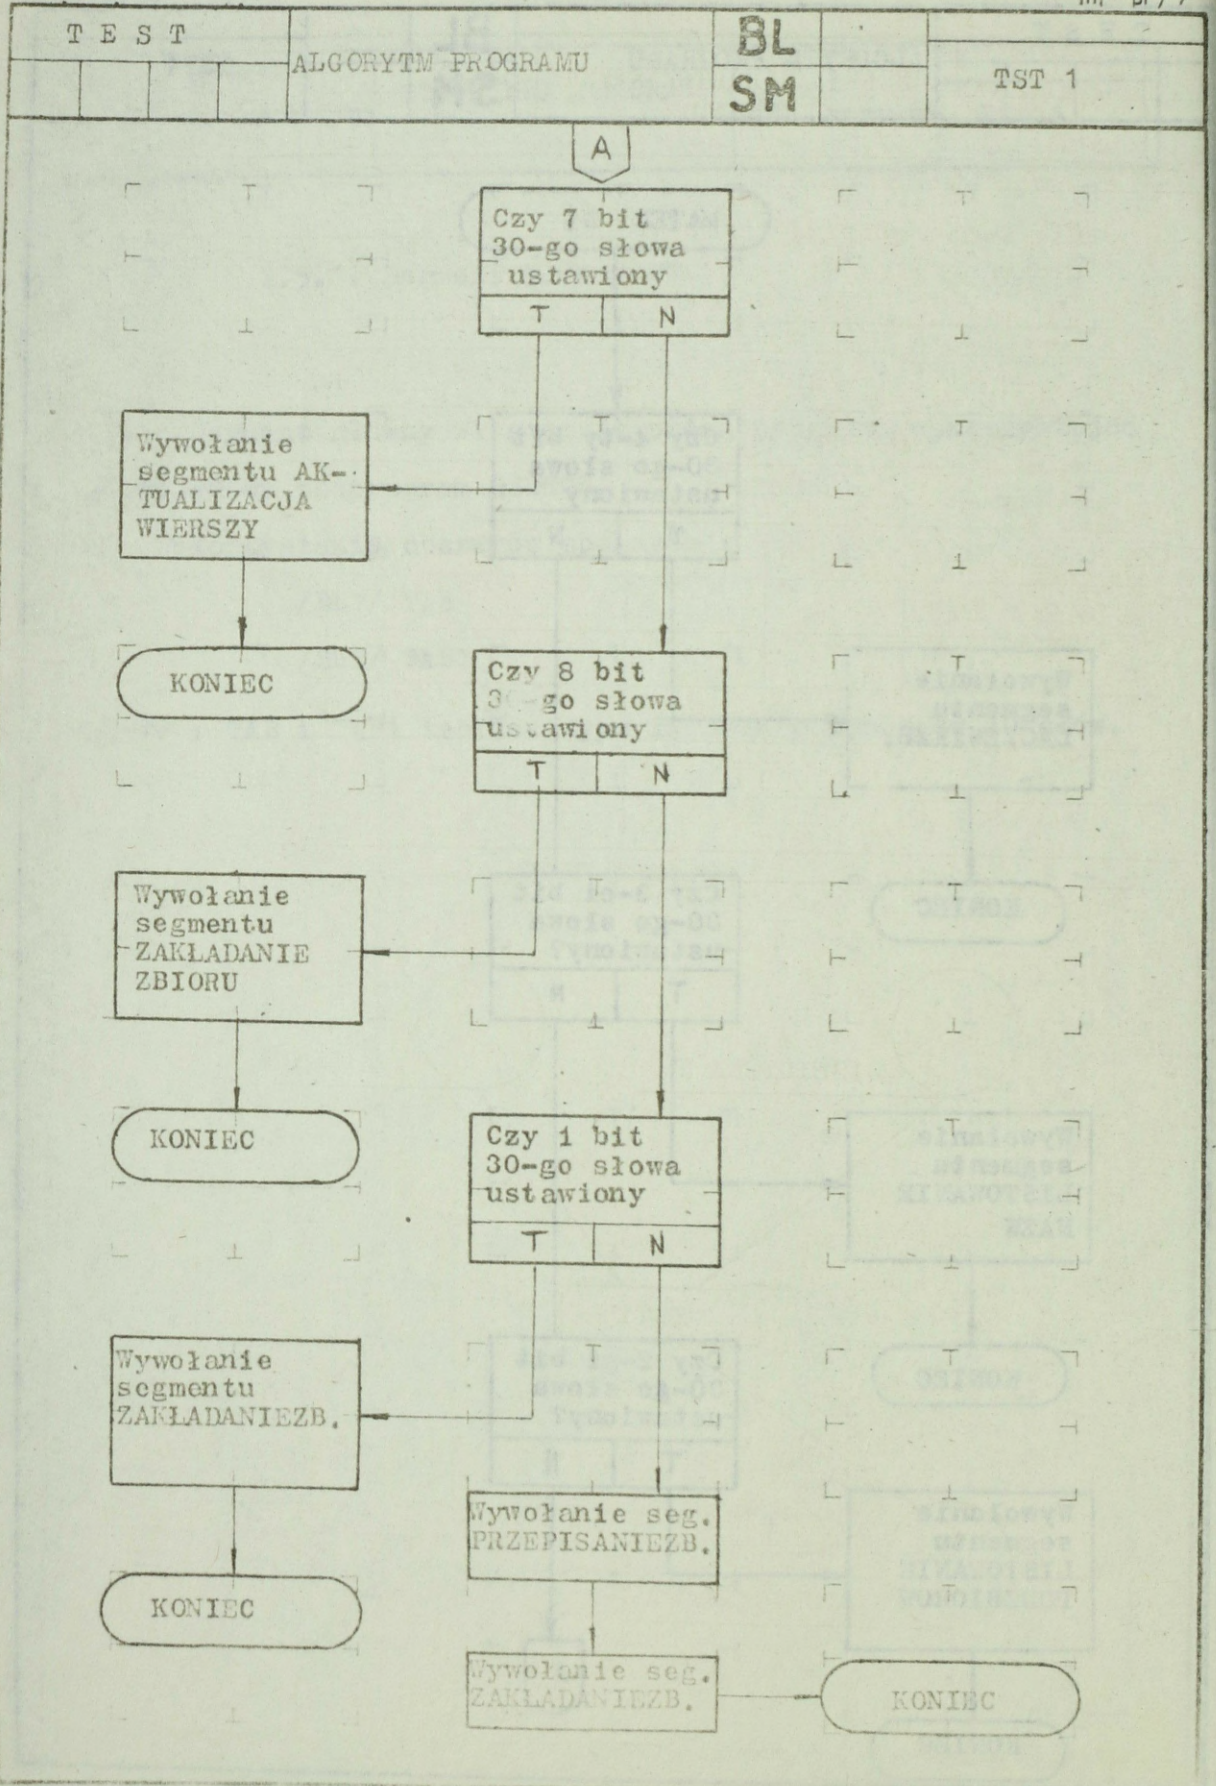 T E S T
ALGORYTM PROGRAMU
BL
SM
TST 1
A
Czy 7 bit
30-go słowa
ustawiony
T N
Wywołanie
segmentu AK-
TUALIZACJA
WIERSZY
KONIEC
Czy 8 bit
30-go słowa
ustawiony
T N
Wywołanie
segmentu
ZAKŁADANIE
ZBIORU
KONIEC
Czy 1 bit
30-go słowa
ustawiony
T N
Wywołanie
segmentu
ZAKŁADANIEZB.
KONIEC
Wywołanie seg.
PRZEPISANIEZB.
Wywołanie seg.
ZAKŁADANIEZB.
KONIEC